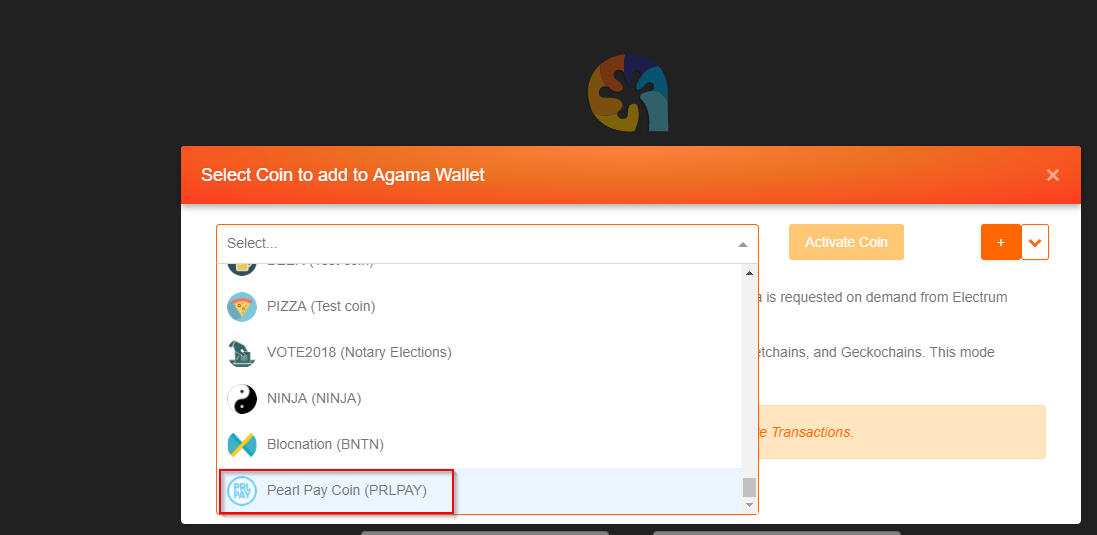 Select Coin to add to Agama Wallet
×
Select...
Activate Coin
+
(Test coin)
PIZZA (Test coin)
is requested on demand from Electrum
VOTE2018 (Notary Elections)
etchains, and Geckochains. This mode
NINJA (NINJA)
Blocnation (BNTN)
Transactions.
PRL
PAY
Pearl Pay Coin (PRLPAY)